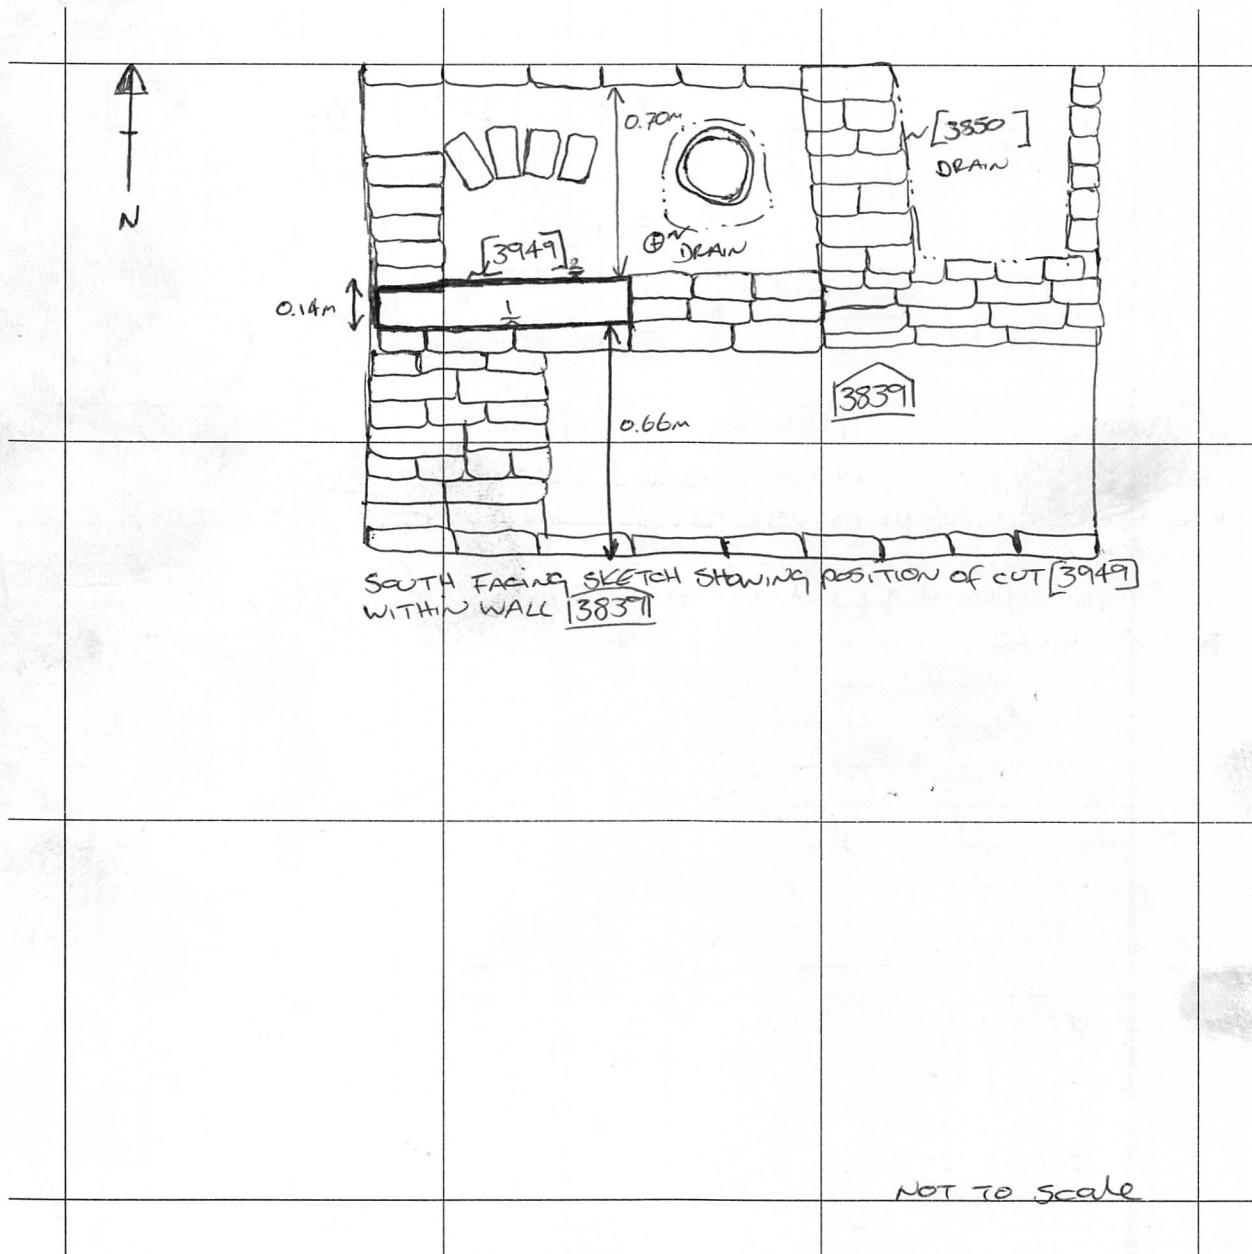 N
0.70m
[3850]
DRAIN
⊕ DRAIN
[3949]
2
0.14m
1
3839
0.66m
SOUTH FACING SKETCH SHOWING POSITION OF CUT [3949]
WITHIN WALL 3839
NOT TO Scale